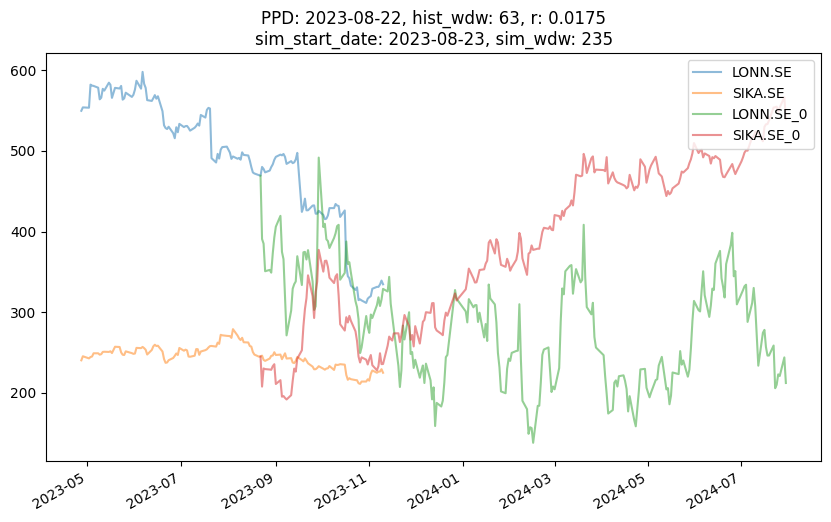 PPD: 2023-08-22, hist_wdw: 63, r: 0.0175
sim_start_date: 2023-08-23, sim_wdw: 235
LONN.SE
SIKA.SE
LONN.SE_0
SIKA.SE_0
600
500
400
300
200
2023-05
2023-07
2023-09
2023-11
2024-01
2024-03
2024-05
2024-07